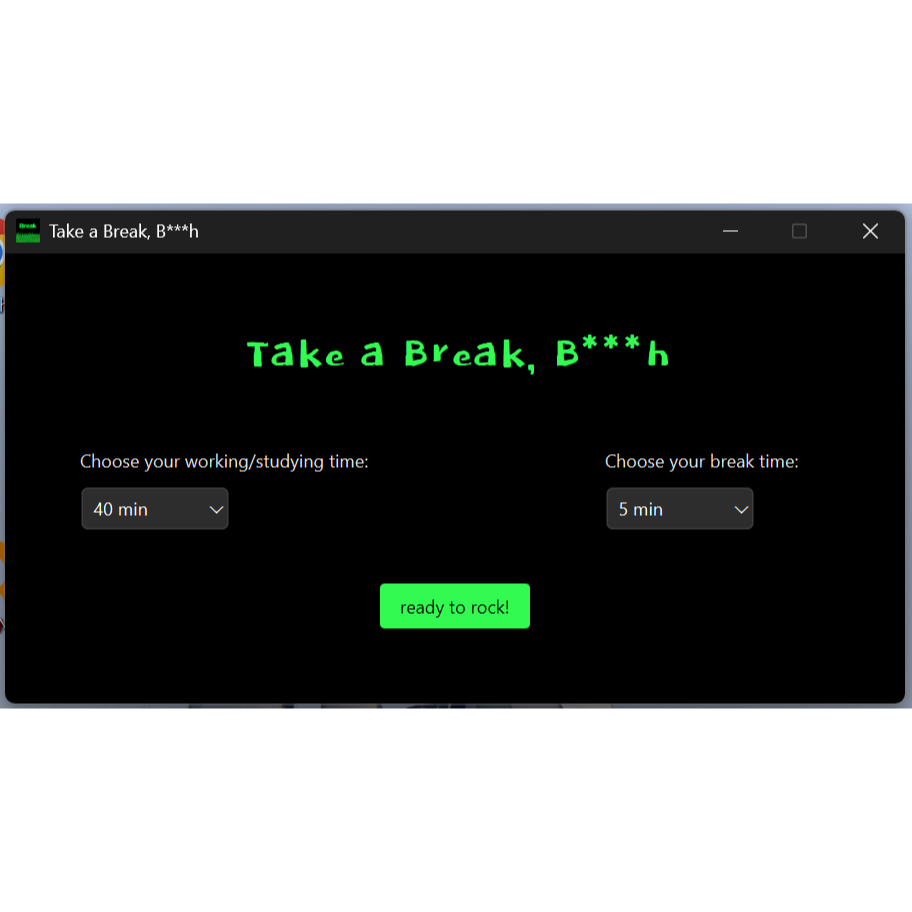 Break
Take a Break, B***h
Take a Break, B***h
Choose your working/studying time:
Choose your break time:
40 min
5 min
ready to rock!